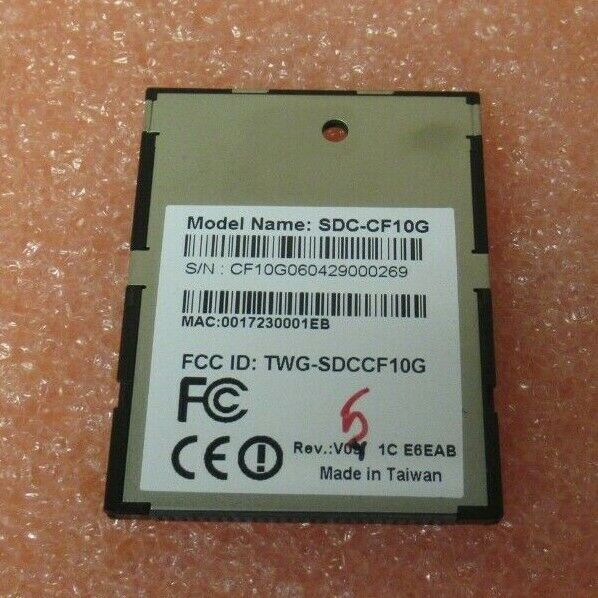 Model Name: SDC-CF10G
S/N : CF10G060429000269
MAC:0017230001EB
FCC ID: TWG-SDCCF10G
FC
5
CE
Rev.: 1C E6EAB
Made in Taiwan